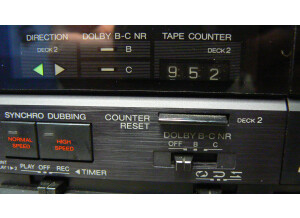 DIRECTION DOLBY B-C NR TAPE COUNTER
DECK 2 DECK 2
B
C
952
SYNCHRO DUBBING COUNTER RESET DECK 2
NORMAL SPEED HIGH SPEED
DOLBY B-C NR
OFF B C
PLAY OFF REC
◄TIMER